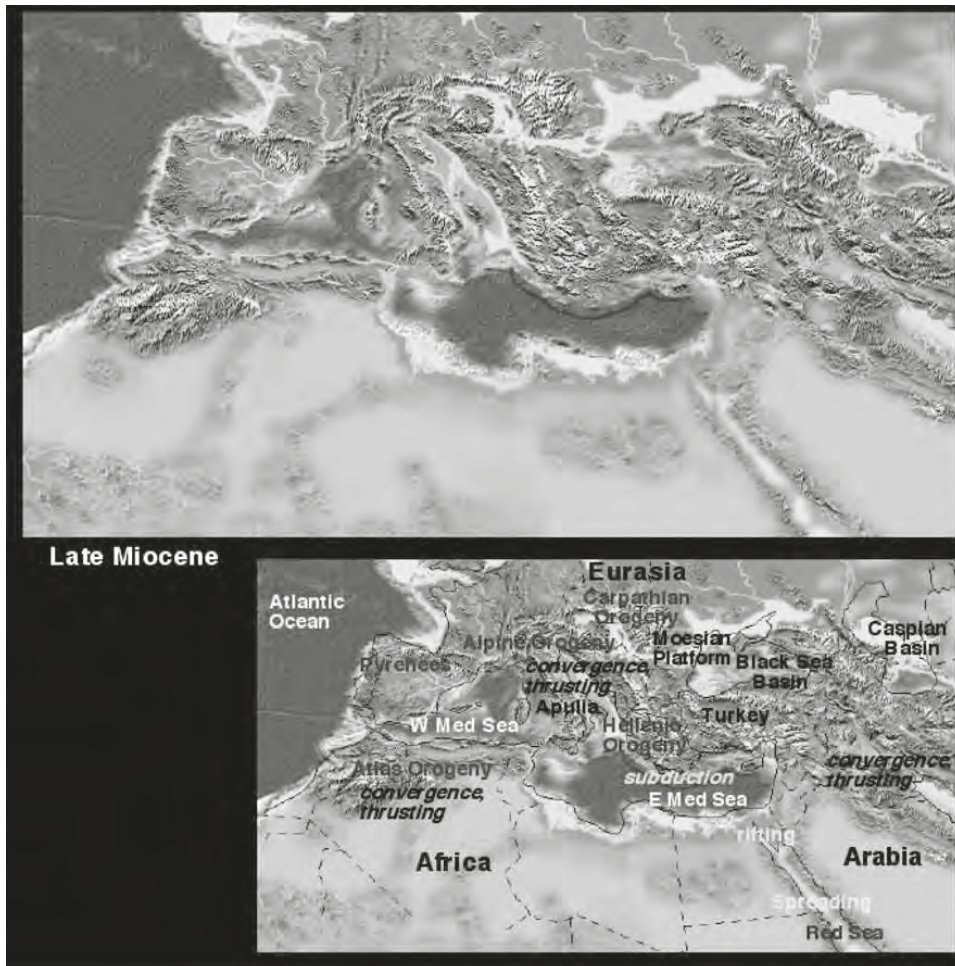 Late Miocene
Atlantic
Ocean
Eurasia
Carpathian
Orogeny
Alpine Orogeny
Moesian
Platform
Caspian
Basin
Pyrenees
convergence,
thrusting
Black Sea
Basin
Apulia
Turkey
W Med Sea
Hellenic
Orogeny
Atlas Orogeny
convergence,
thrusting
subduction
E Med Sea
convergence,
thrusting
rifting
Africa
Arabia
Spreading
Red Sea